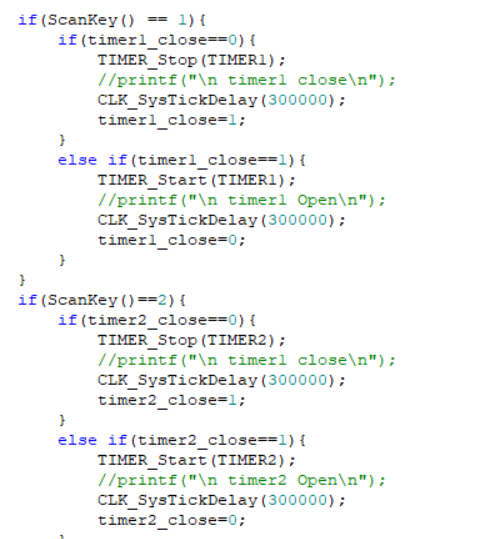 if(ScanKey() == 1){
    if(timer1_close==0){
        TIMER_Stop(TIMER1);
        //printf("\n timer1 close\n");
        CLK_SysTickDelay(300000);
        timer1_close=1;
    }
    else if(timer1_close==1){
        TIMER_Start(TIMER1);
        //printf("\n timer1 Open\n");
        CLK_SysTickDelay(300000);
        timer1_close=0;
    }
}
if(ScanKey()==2){
    if(timer2_close==0){
        TIMER_Stop(TIMER2);
        //printf("\n timer1 close\n");
        CLK_SysTickDelay(300000);
        timer2_close=1;
    }
    else if(timer2_close==1){
        TIMER_Start(TIMER2);
        //printf("\n timer2 Open\n");
        CLK_SysTickDelay(300000);
        timer2_close=0;
    }